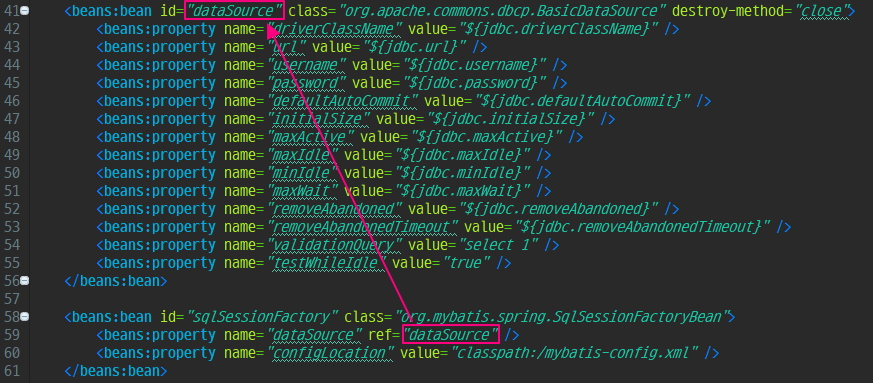 41 <beans:bean id="dataSource" class="org.apache.commons.dbcp.BasicDataSource" destroy-method="close">
42 <beans:property name="driverClassName" value="${jdbc.driverClassName}" />
43 <beans:property name="url" value="${jdbc.url}" />
44 <beans:property name="username" value="${jdbc.username}" />
45 <beans:property name="password" value="${jdbc.password}" />
46 <beans:property name="defaultAutoCommit" value="${jdbc.defaultAutoCommit}" />
47 <beans:property name="initialSize" value="${jdbc.initialSize}" />
48 <beans:property name="maxActive" value="${jdbc.maxActive}" />
49 <beans:property name="maxIdle" value="${jdbc.maxIdle}" />
50 <beans:property name="minIdle" value="${jdbc.minIdle}" />
51 <beans:property name="maxWait" value="${jdbc.maxWait}" />
52 <beans:property name="removeAbandoned" value="${jdbc.removeAbandoned}" />
53 <beans:property name="removeAbandonedTimeout" value="${jdbc.removeAbandonedTimeout}" />
54 <beans:property name="validationQuery" value="select 1" />
55 <beans:property name="testWhileIdle" value="true" />
56 </beans:bean>
57
58 <beans:bean id="sqlSessionFactory" class="org.mybatis.spring.SqlSessionFactoryBean">
59 <beans:property name="dataSource" ref="dataSource" />
60 <beans:property name="configLocation" value="classpath:/mybatis-config.xml" />
61 </beans:bean>